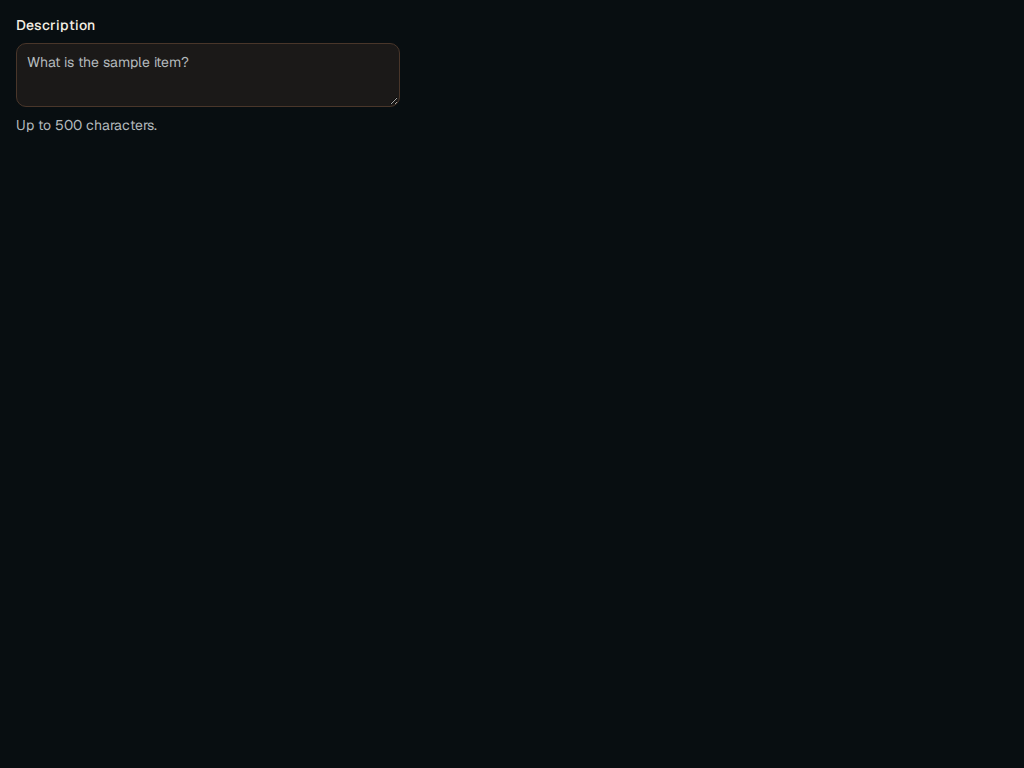 Description
What is the sample item?
Up to 500 characters.